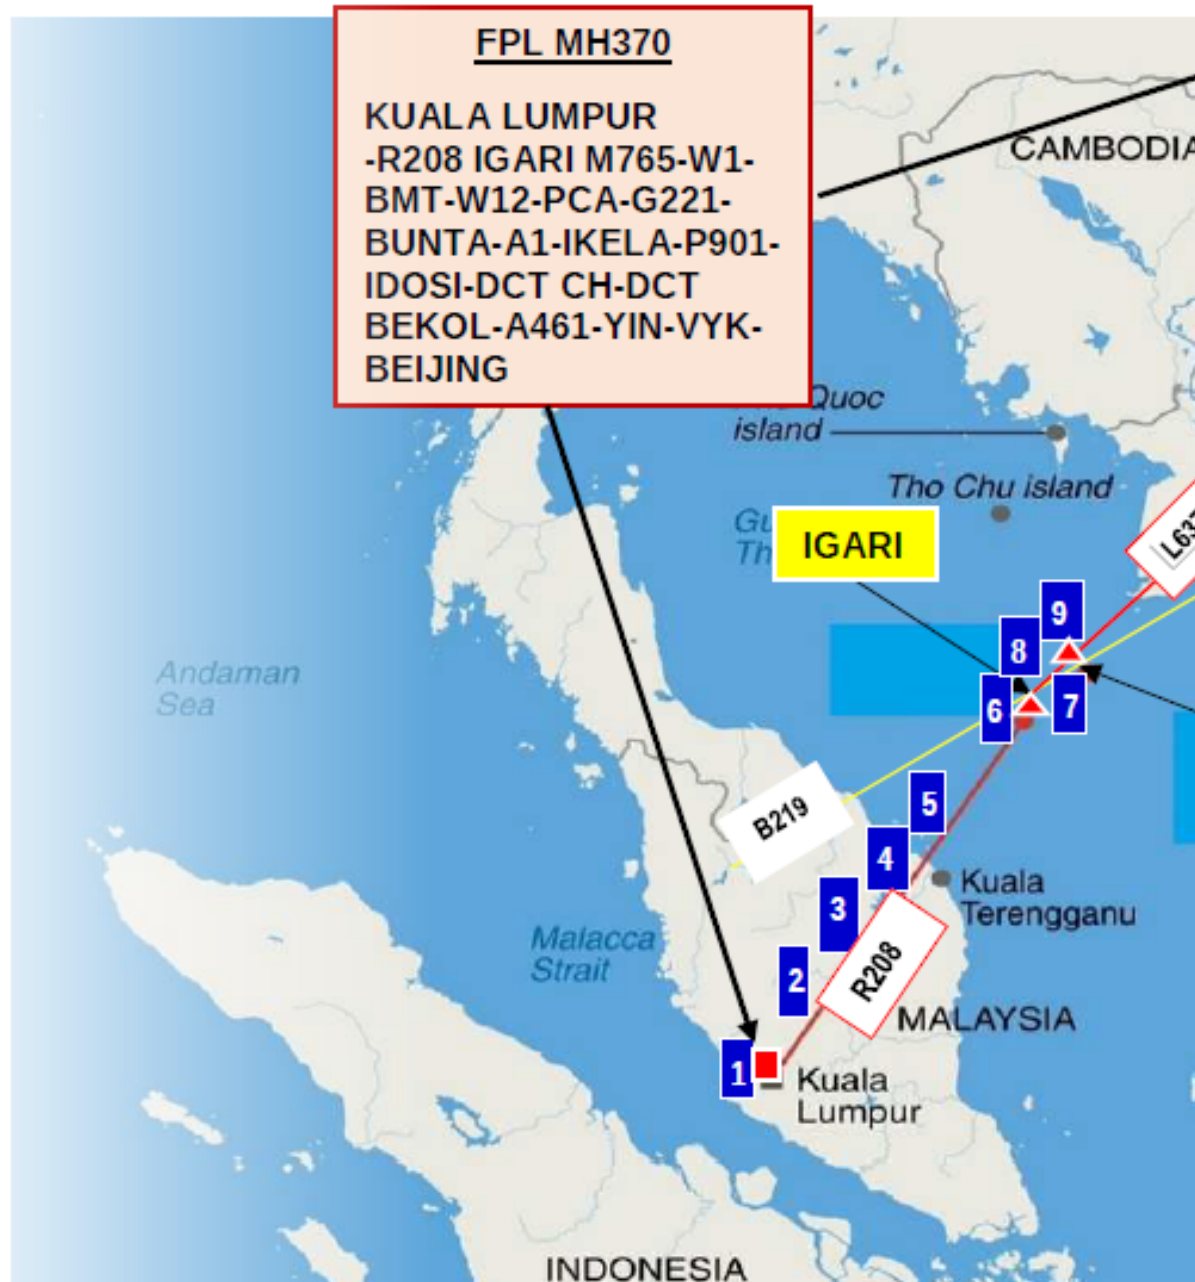 FPL MH370
KUALA LUMPUR
-R208 IGARI M765-W1-
BMT-W12-PCA-G221-
BUNTA-A1-IKELA-P901-
IDOSI-DCT CH-DCT
BEKOL-A461-YIN-VYK-
BEIJING
CAMBODIA
Quoc
island
Tho Chu island
IGARI
L637
9
8
6
7
Andaman
Sea
B219
5
4
Kuala
Terengganu
3
Malacca
Strait
2
R208
MALAYSIA
1
Kuala
Lumpur
INDONESIA